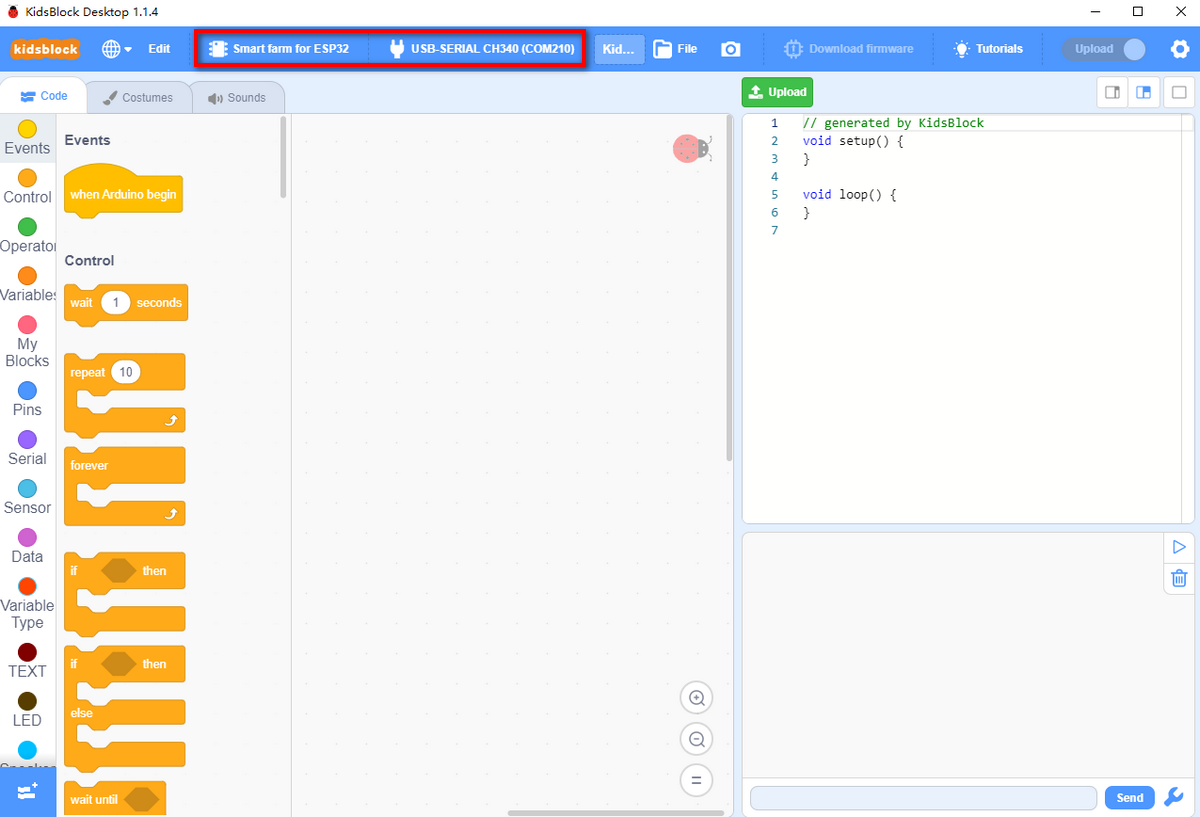 KidsBlock Desktop 1.1.4
kidsblock
Edit
Smart farm for ESP32
USB-SERIAL CH340 (COM210)
Kid...
File
Download firmware
Tutorials
Upload
Code
Costumes
Sounds
Upload
Events
Control
Operator
Variables
My
Blocks
Pins
Serial
Sensor
Data
Variable
Type
TEXT
LED
Events
when Arduino begin
Control
wait 1 seconds
repeat 10
forever
if then
if then
else
wait until
1 // generated by KidsBlock
2 void setup() {
3 }
4
5 void loop() {
6 }
7
Send